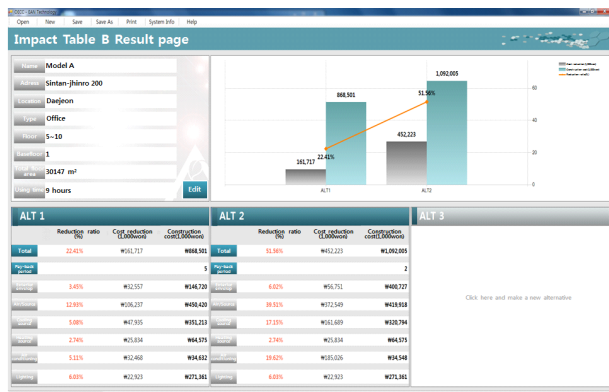 Open New Save Save As Print System Info Help
Impact Table B Result page
Name Model A
Adress Sintan-jhinro 200
Location Daejeon
Type Office
Floor 5~10
Basefloor 1
area 30147 m²
Using time 9 hours
Edit
1,092,005
868,501
51.56%
452,223
161,717
22.41%
60
40
20
0
ALT1 ALT2
ALT 1
Reduction ratio (%) Cost reduction (1,000won) Construction cost(1,000won)
Total 22.41% ₩161,717 ₩868,501
Pay-back period 5
3.43% ₩32,557 ₩146,720
12.93% ₩106,237 ₩450,420
5.08% ₩47,935 ₩351,213
2.74% ₩25,834 ₩64,575
5.11% ₩32,468 ₩34,632
Lighting 6.03% ₩22,923 ₩271,361
ALT 2
Reduction ratio (%) Cost reduction (1,000won) Construction cost(1,000won)
Total 51.56% ₩452,223 ₩1,092,005
Pay-back period 2
6.02% ₩56,751 ₩400,727
39.51% ₩372,549 ₩419,918
17.15% ₩161,689 ₩320,794
2.74% ₩25,834 ₩64,575
19.62% ₩185,026 ₩34,548
Lighting 6.03% ₩22,923 ₩271,361
ALT 3
Click here and make a new alternative